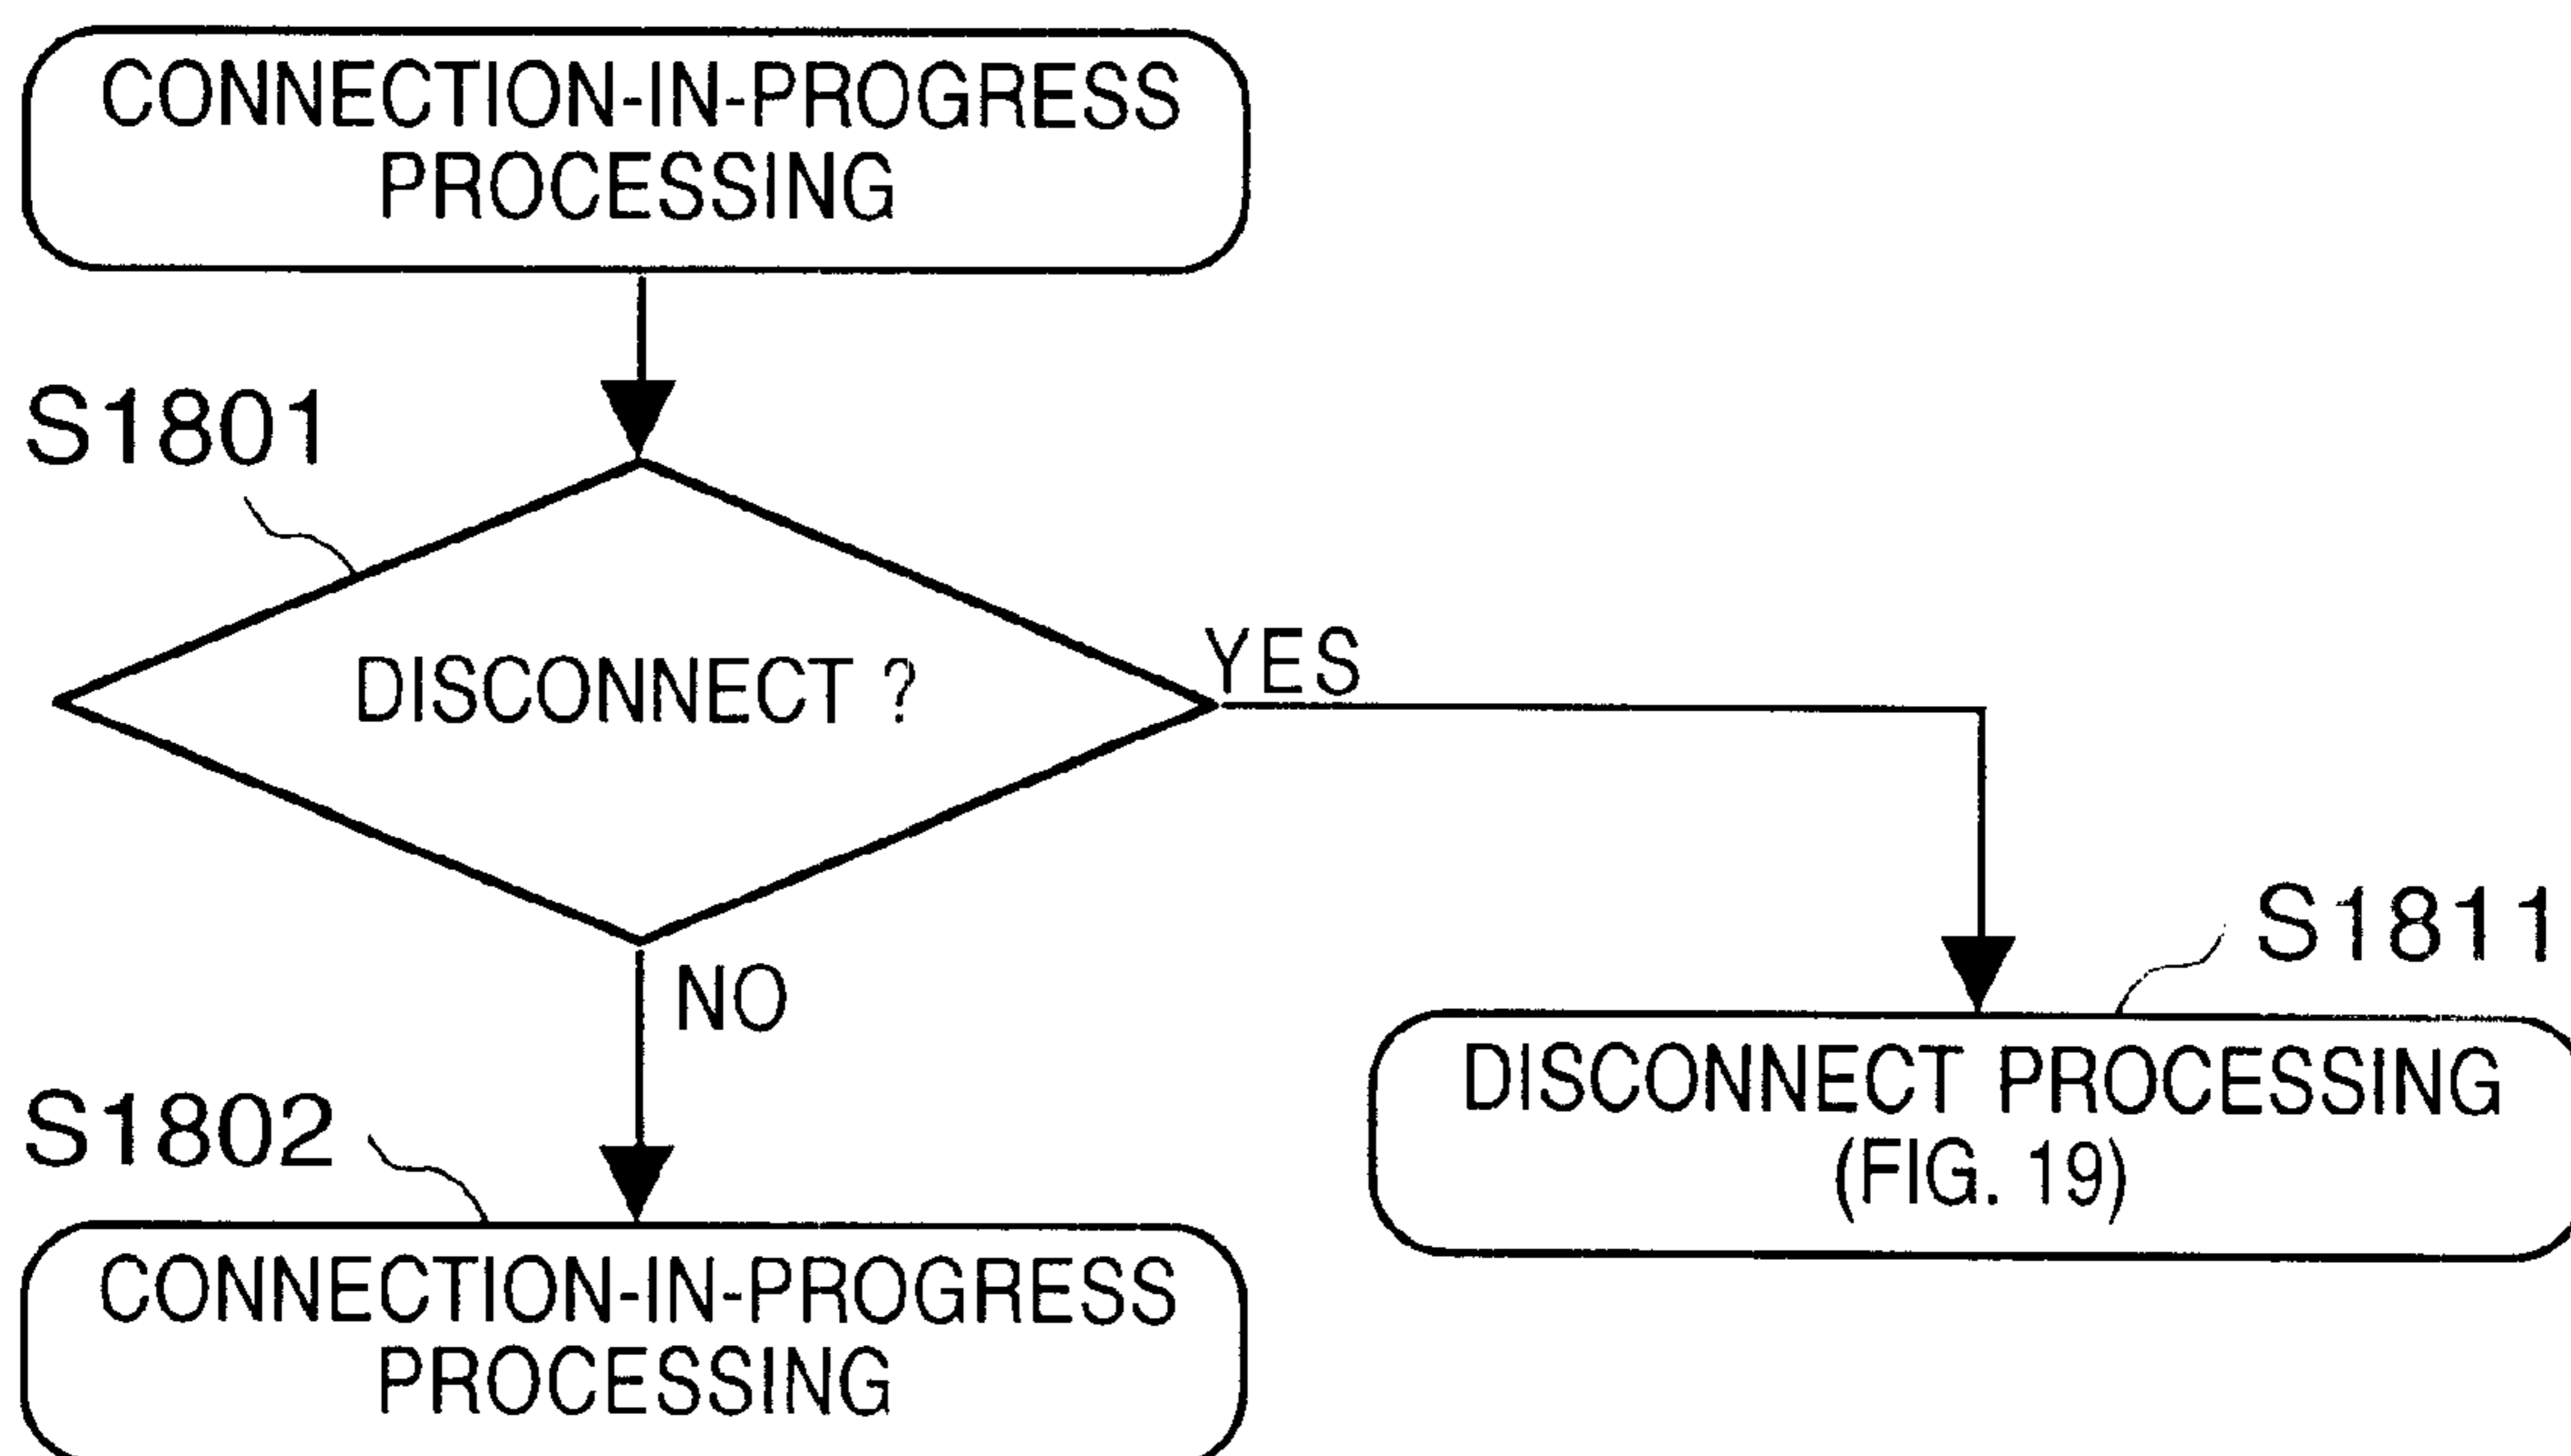 CONNECTION-IN-PROGRESS
PROCESSING
S1801
DISCONNECT ?
YES
NO
S1811
DISCONNECT PROCESSING
(FIG. 19)
S1802
CONNECTION-IN-PROGRESS
PROCESSING